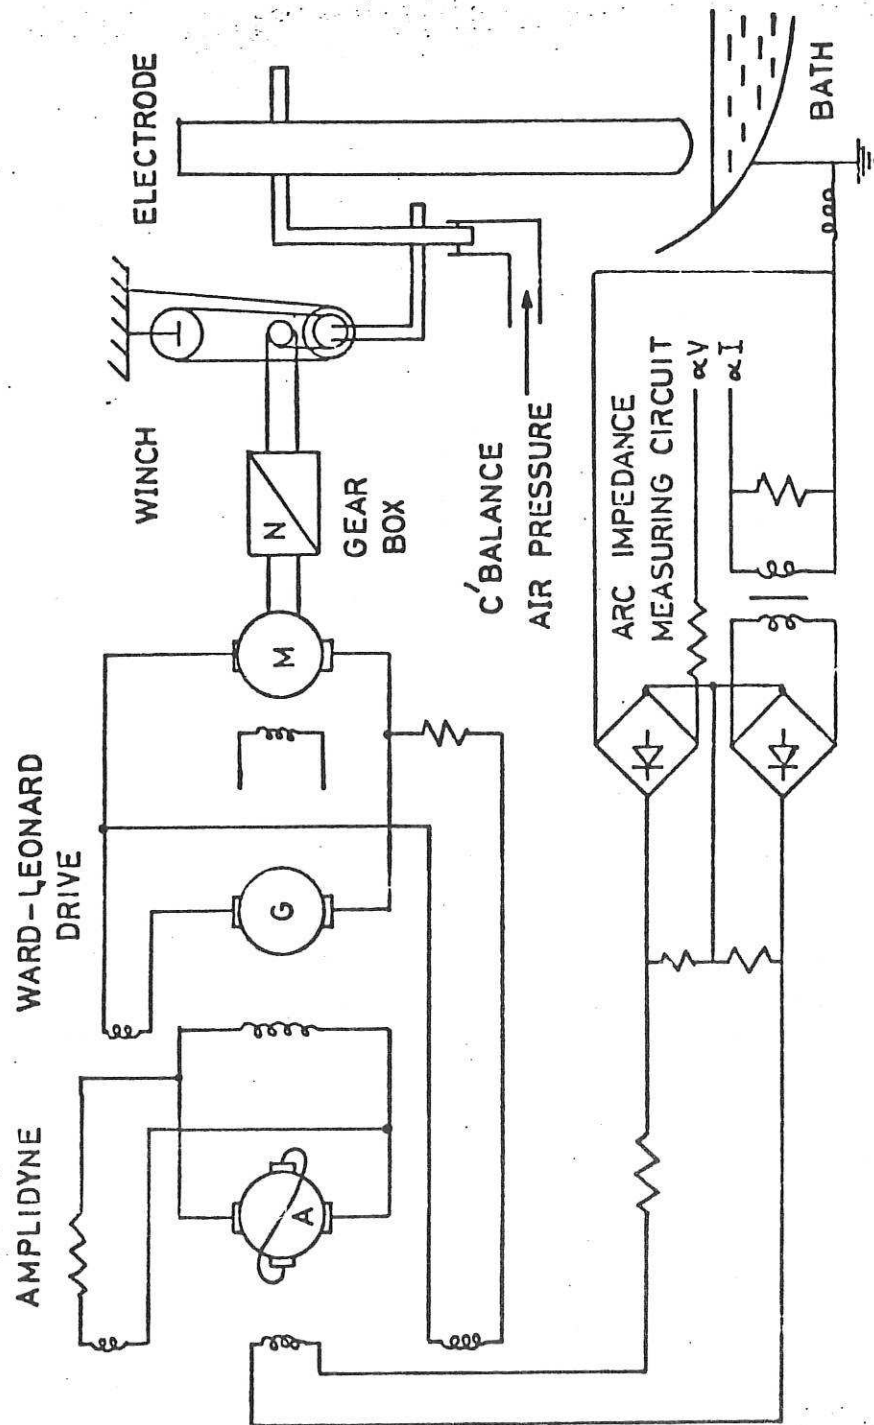 AMPLIDYNE
WARD-LEONARD
DRIVE
WINCH
ELECTRODE
A
G
M
N
GEAR
BOX
C'BALANCE
AIR PRESSURE
ARC IMPEDANCE
MEASURING CIRCUIT
∝V
∝I
BATH